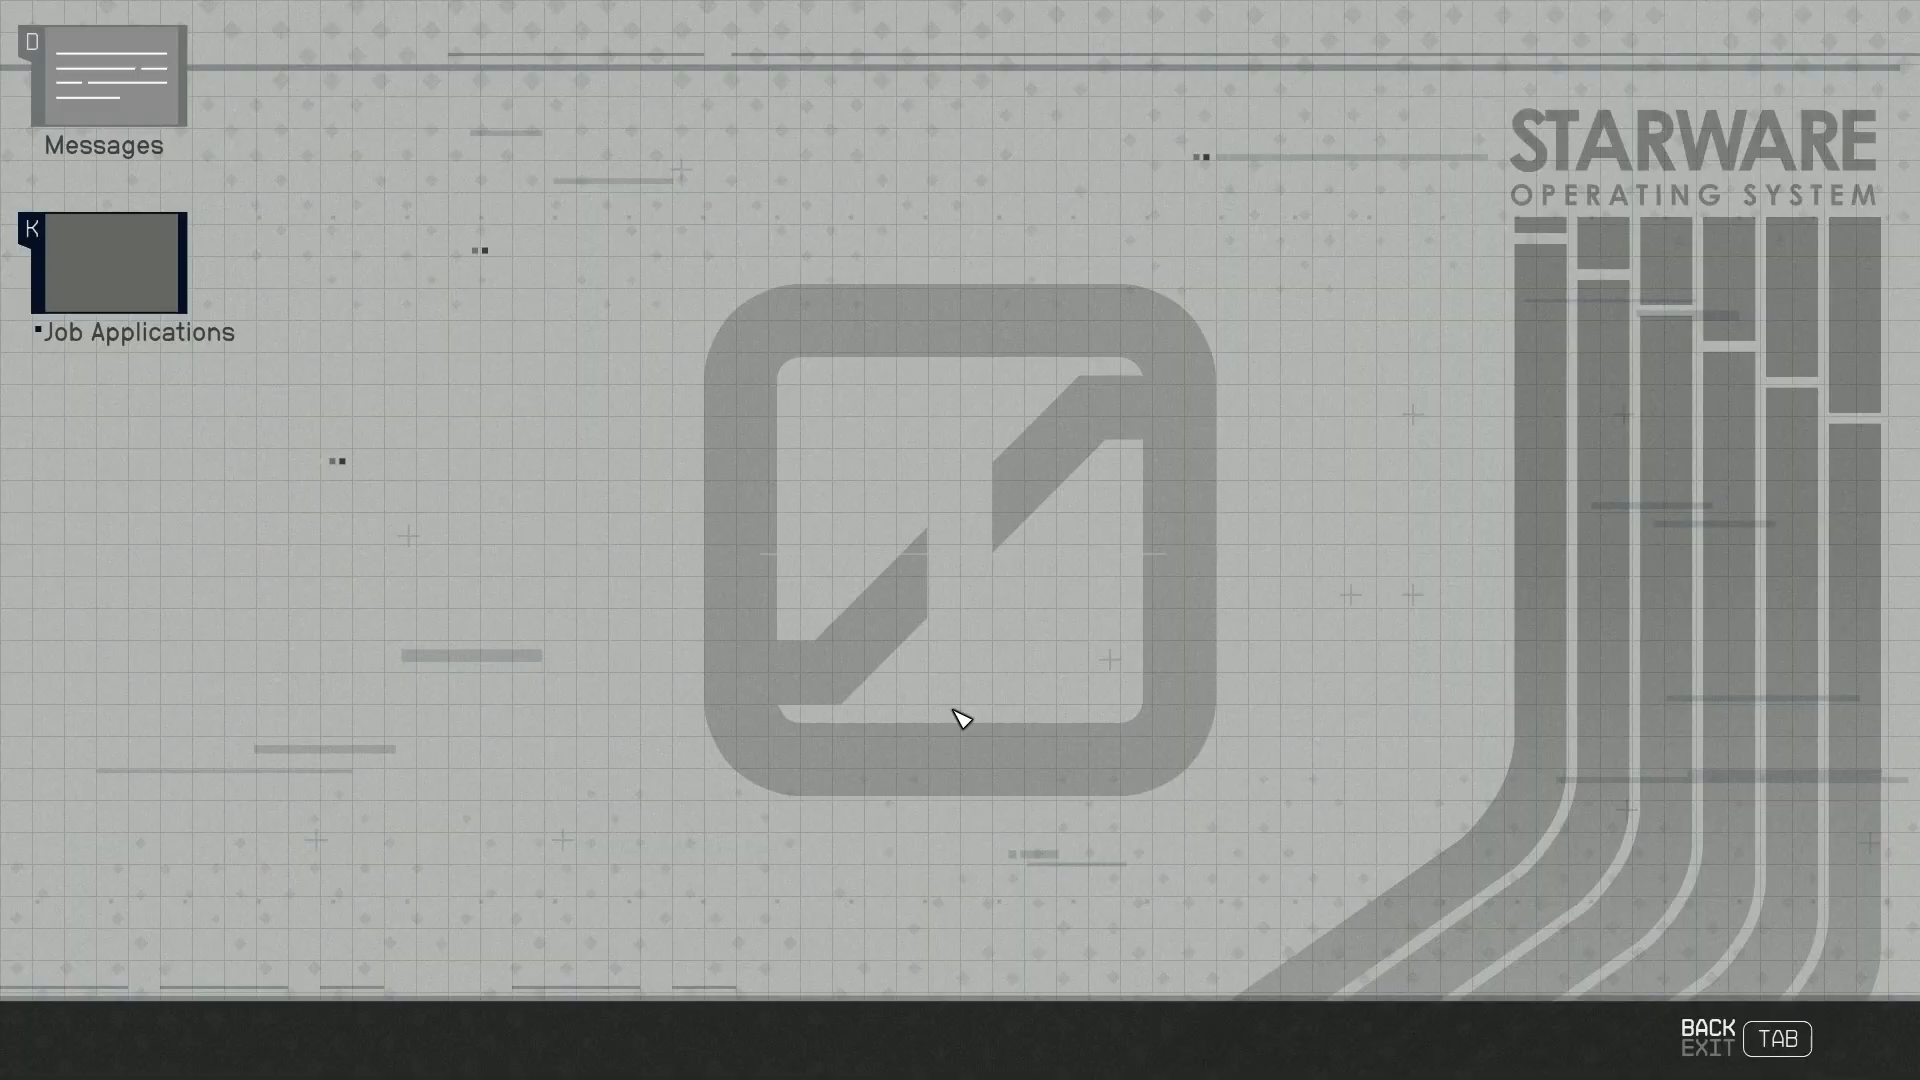 D
Messages
K
Job Applications
STARWARE
OPERATING SYSTEM
BACK
EXIT
TAB